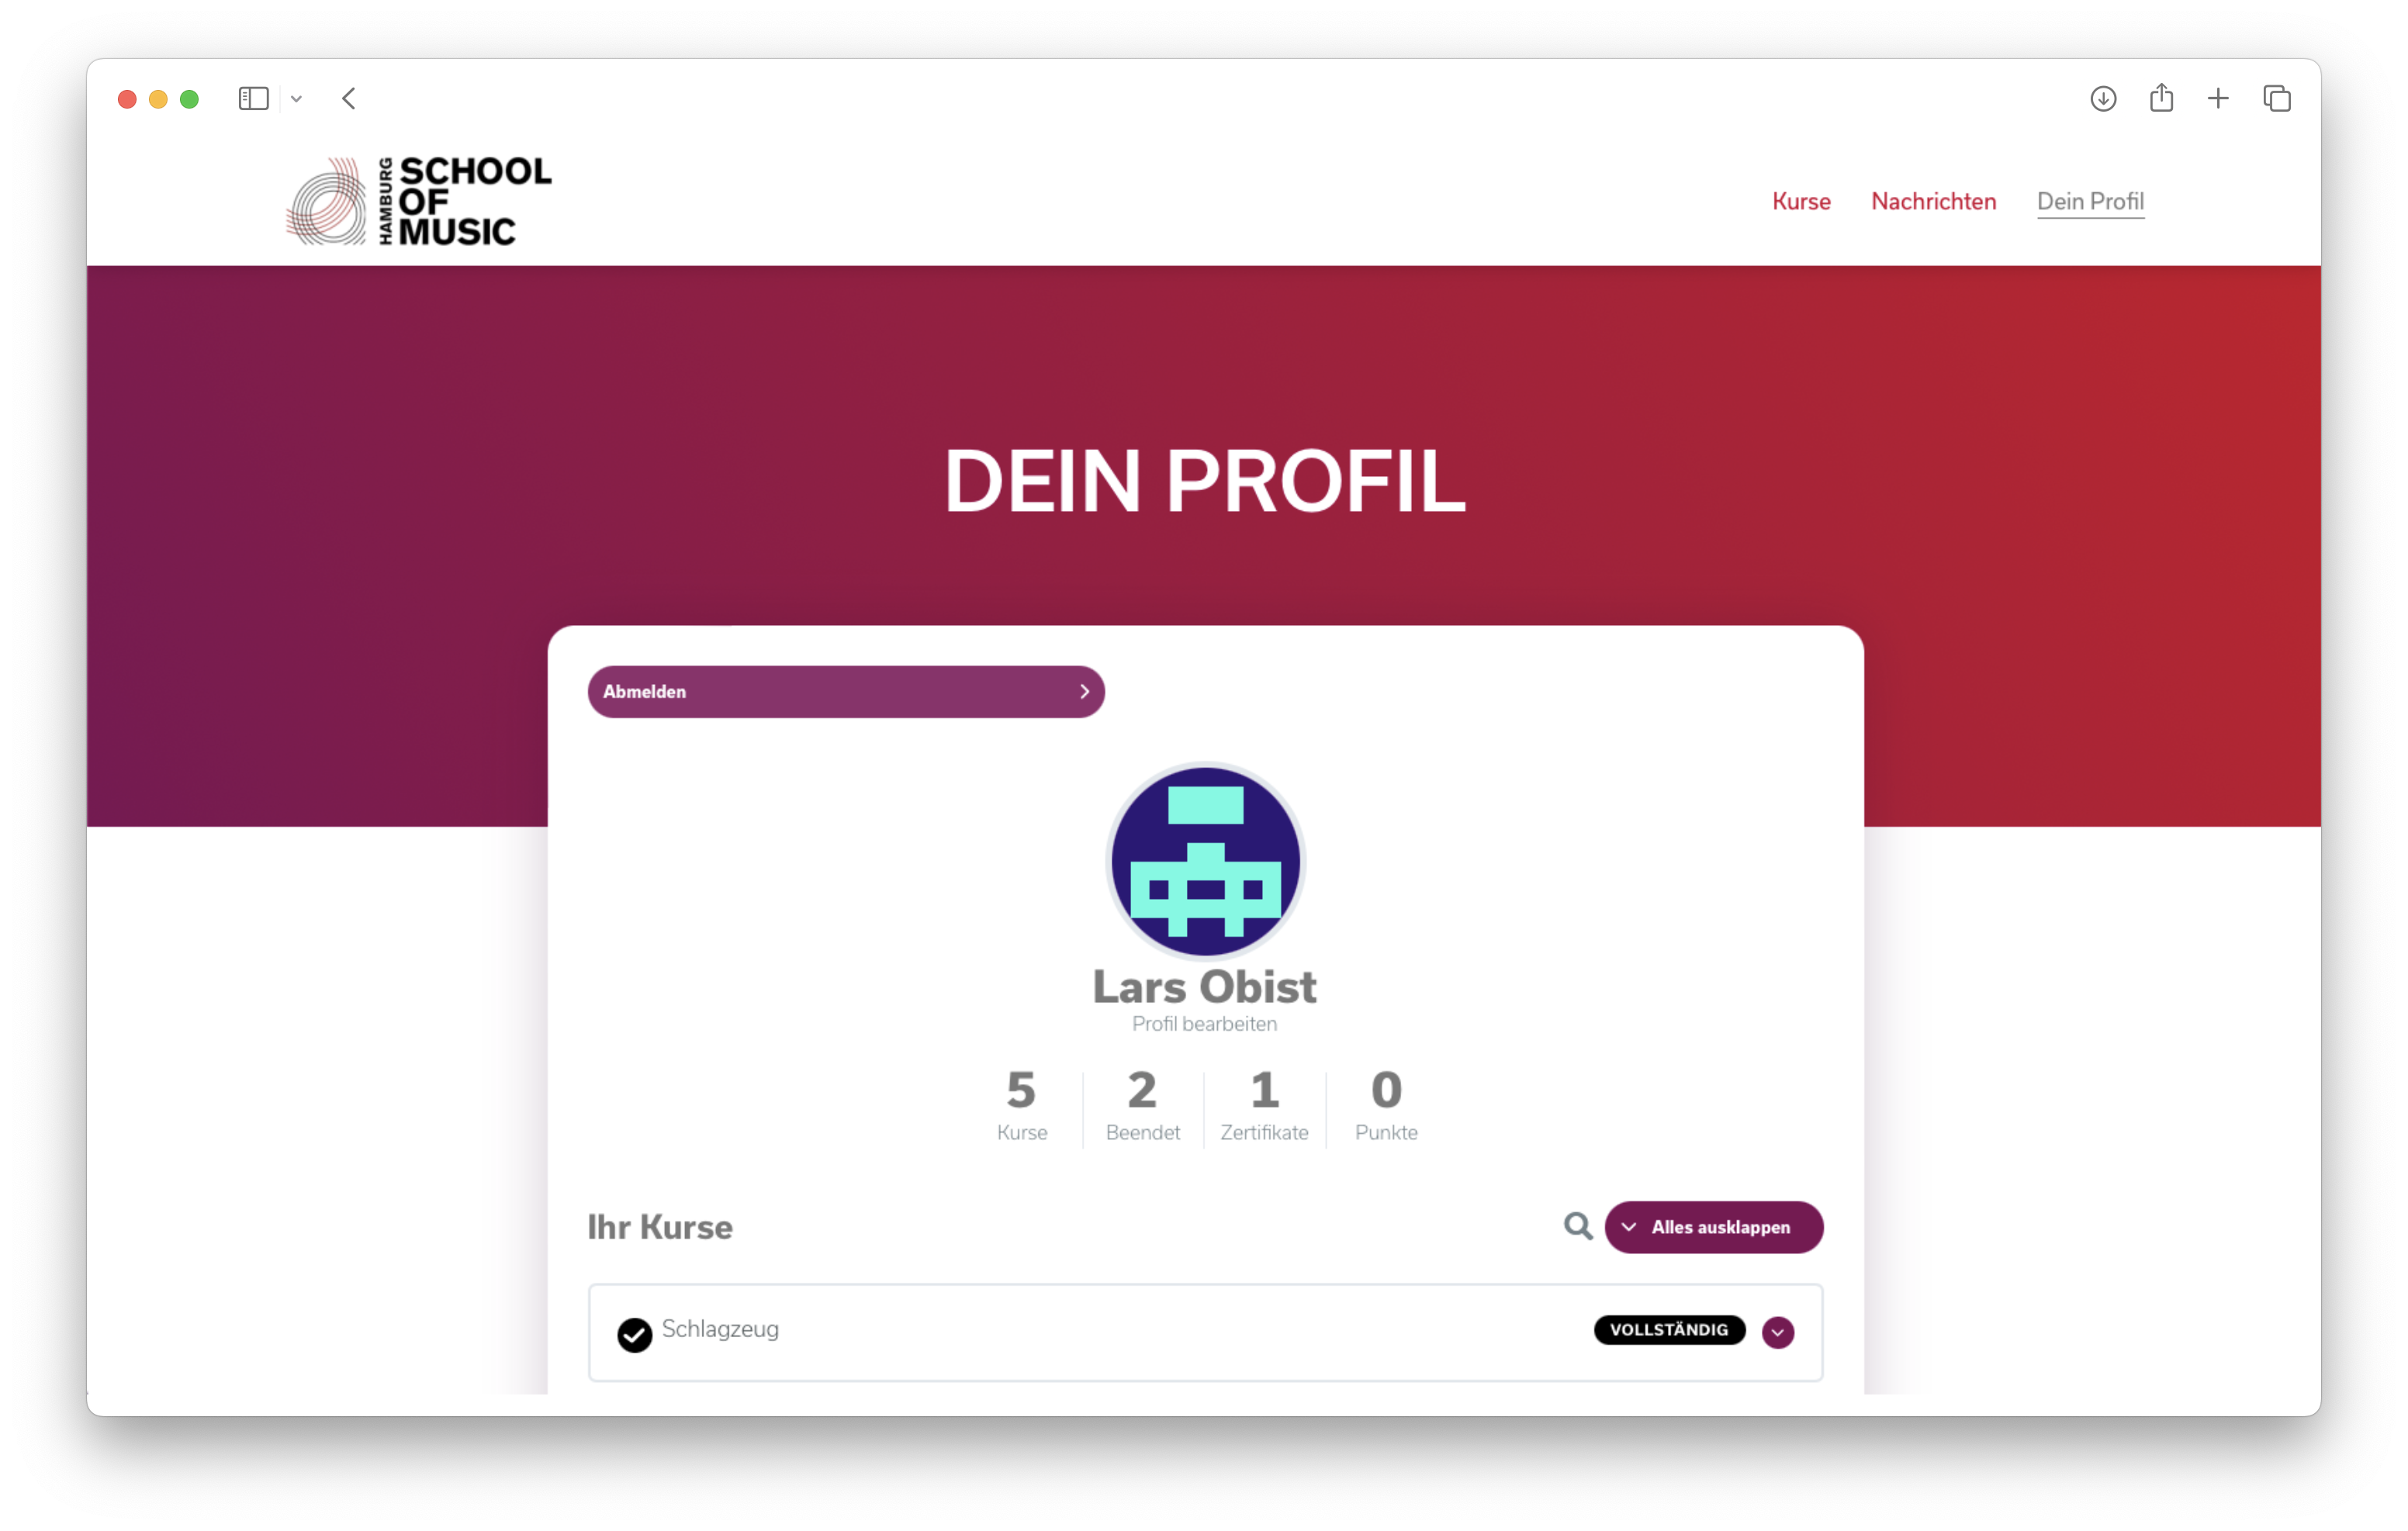 HAMBURG
SCHOOL
OF
MUSIC
Kurse Nachrichten Dein Profil
DEIN PROFIL
Abmelden
Lars Obist
Profil bearbeiten
5 2 1 0
Kurse Beendet Zertifikate Punkte
Ihr Kurse
Alles ausklappen
Schlagzeug
VOLLSTÄNDIG